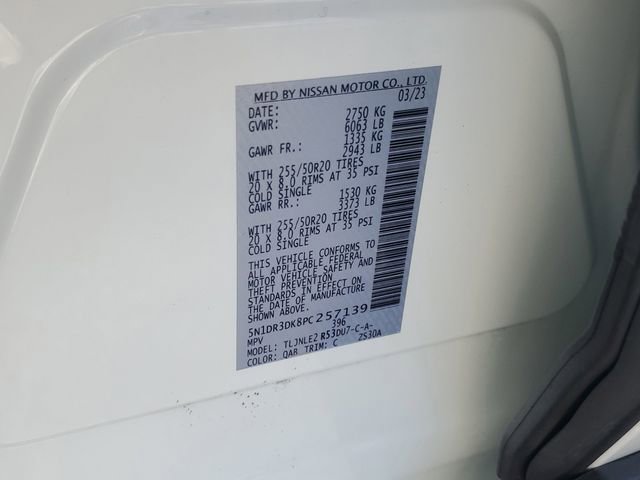 MFD BY NISSAN MOTOR CO., LTD.
DATE: 03/23
GVWR: 2750 KG
6063 LB
GAWR FR.: 1335 KG
2943 LB
WITH 255/50R20 TIRES
20 X 8.0 RIMS AT 35 PSI
COLD SINGLE
GAWR RR.: 1530 KG
3373 LB
WITH 255/50R20 TIRES
20 X 8.0 RIMS AT 35 PSI
COLD SINGLE
THIS VEHICLE CONFORMS TO
ALL APPLICABLE FEDERAL
MOTOR VEHICLE SAFETY AND
THEFT PREVENTION
STANDARDS IN EFFECT ON
THE DATE OF MANUFACTURE
SHOWN ABOVE.
5N1DR3DK8PC257139
MPV 396
MODEL: TLJNLE2 R53DU7-C-A-
COLOR: QAB TRIM: C ZS30A